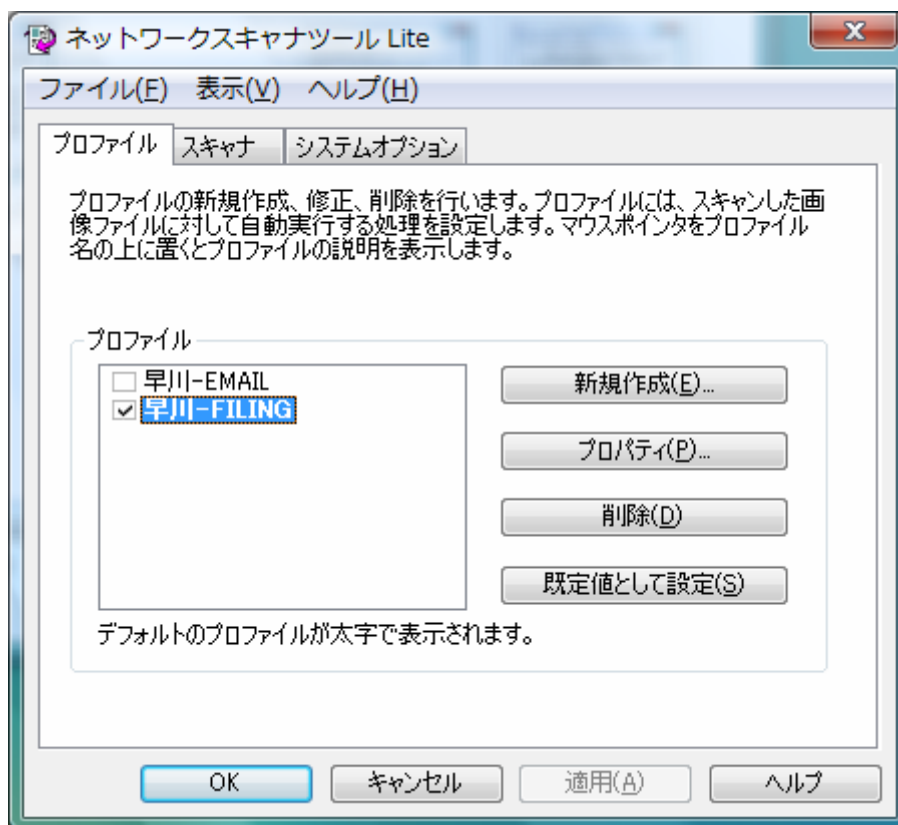 ネットワークスキャナツール Lite
ファイル(F) 表示(V) ヘルプ(H)
プロファイル スキャナ システムオプション
プロファイルの新規作成、修正、削除を行います。プロファイルには、スキャンした画
像ファイルに対して自動実行する処理を設定します。マウスポインタをプロファイル
名の上に置くとプロファイルの説明を表示します。
プロファイル
早川-EMAIL
早川-FILING
新規作成(E)...
プロパティ(P)...
削除(D)
既定値として設定(S)
デフォルトのプロファイルが太字で表示されます。
OK キャンセル 適用(A) ヘルプ